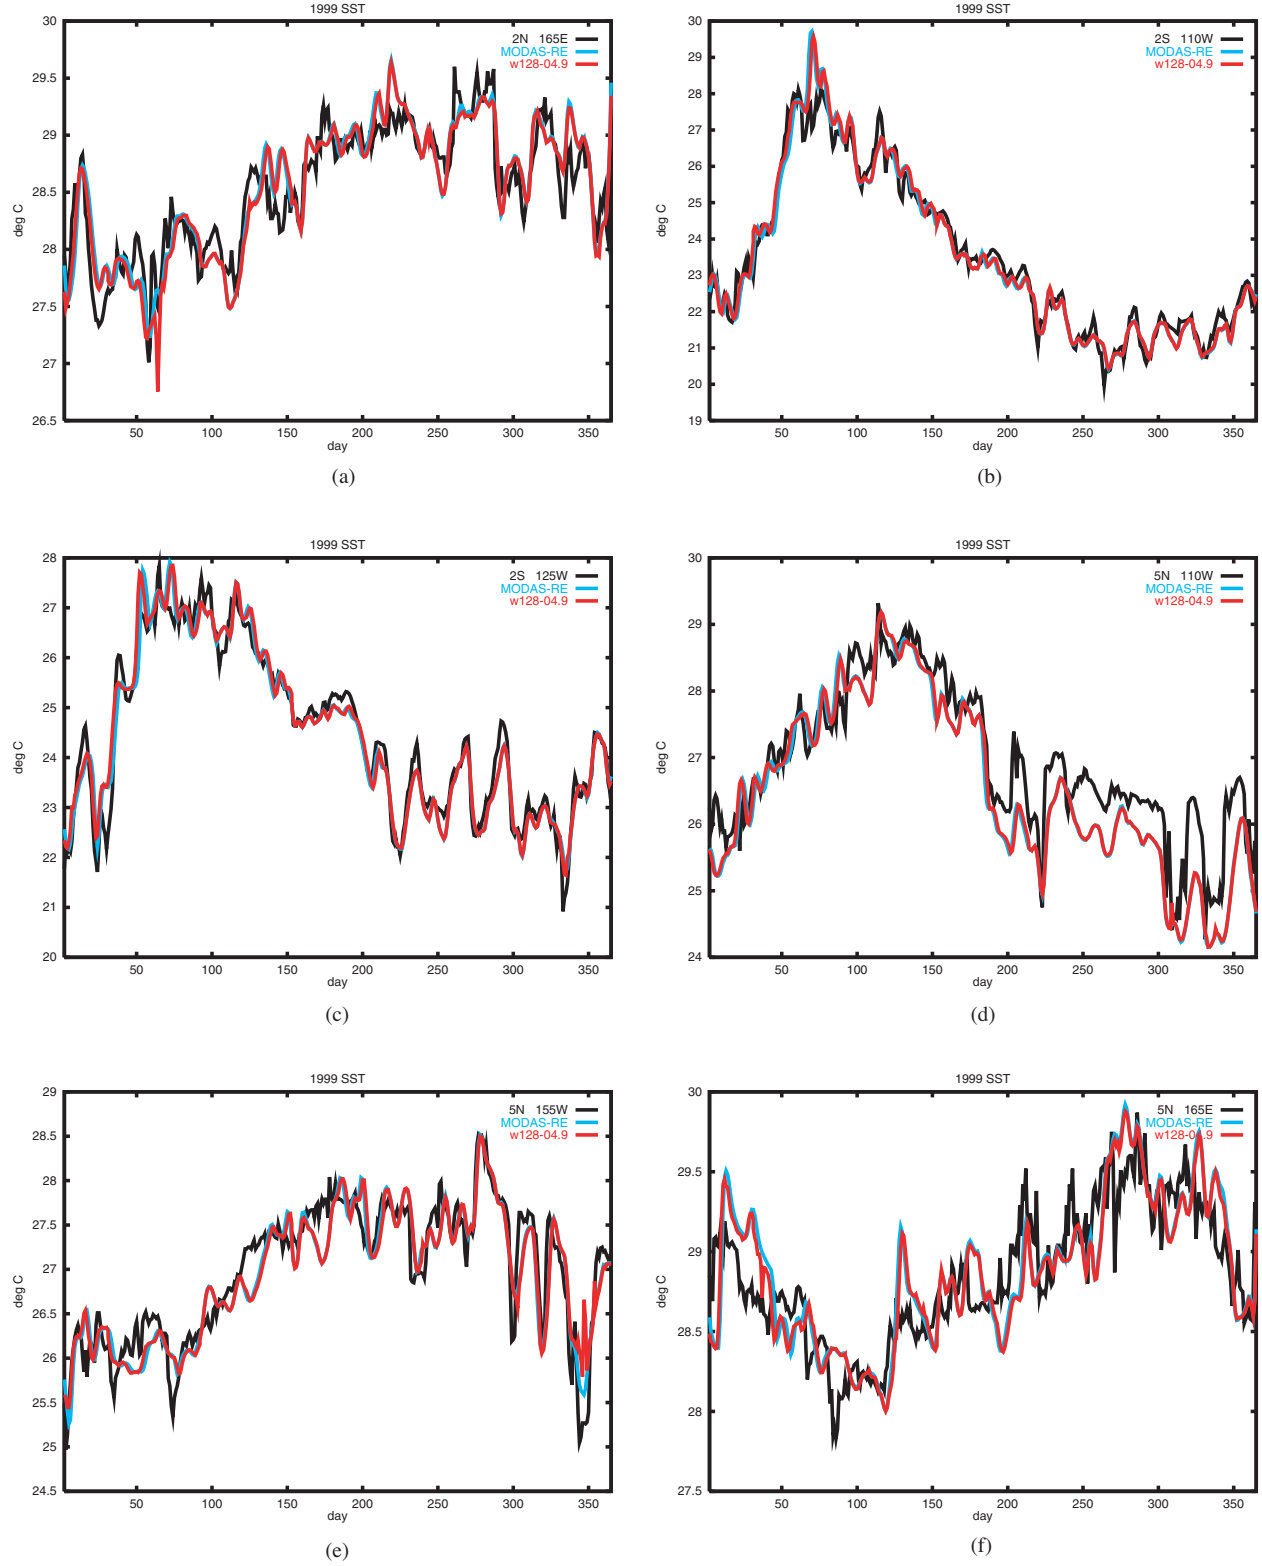 1999 SST
30
29.5
29
28.5
28
27.5
27
26.5
deg C
2N 165E
MODAS-RE
w128-04.9
50 100 150 200 250 300 350
day
(a)
1999 SST
30
29
28
27
26
25
24
23
22
21
20
19
deg C
2S 110W
MODAS-RE
w128-04.9
50 100 150 200 250 300 350
day
(b)
1999 SST
28
27
26
25
24
23
22
21
20
deg C
2S 125W
MODAS-RE
w128-04.9
50 100 150 200 250 300 350
day
(c)
1999 SST
30
29
28
27
26
25
24
deg C
5N 110W
MODAS-RE
w128-04.9
50 100 150 200 250 300 350
day
(d)
1999 SST
29
28.5
28
27.5
27
26.5
26
25.5
25
24.5
deg C
5N 155W
MODAS-RE
w128-04.9
50 100 150 200 250 300 350
day
(e)
1999 SST
30
29.5
29
28.5
28
27.5
deg C
5N 165E
MODAS-RE
w128-04.9
50 100 150 200 250 300 350
day
(f)